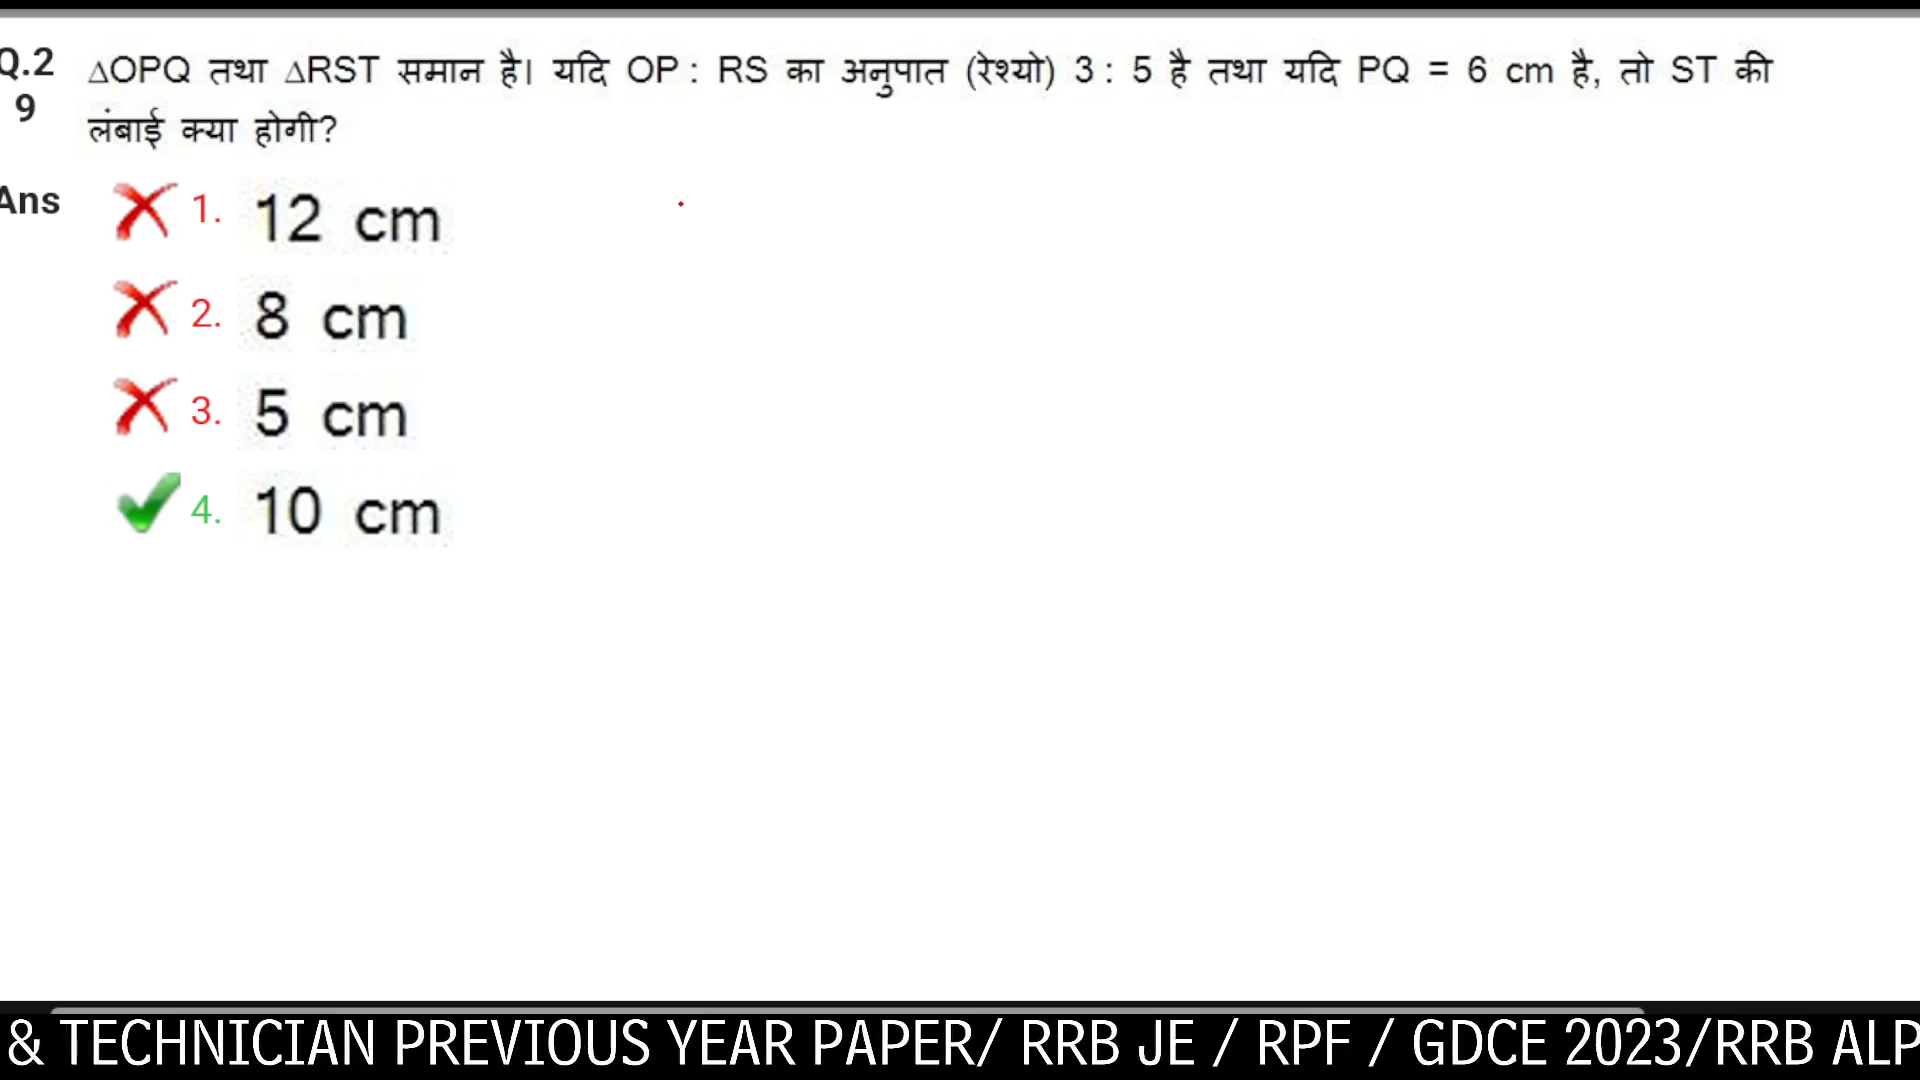 Q.2
9
△OPQ तथा △RST समान है। यदि OP : RS का अनुपात (रेश्यो) 3 : 5 है तथा यदि PQ = 6 cm है, तो ST की
लंबाई क्या होगी?
Ans
1. 12 cm
2. 8 cm
3. 5 cm
4. 10 cm
& TECHNICIAN PREVIOUS YEAR PAPER/ RRB JE / RPF / GDCE 2023/RRB ALP